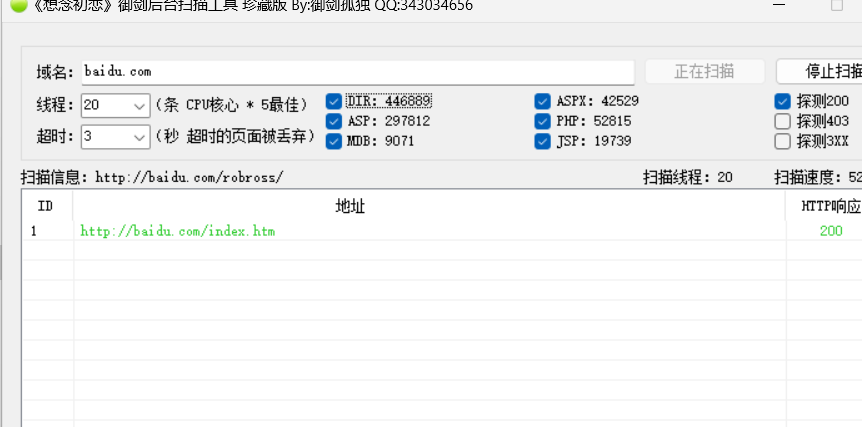 《想念初恋》御剑后台扫描工具 珍藏版 By:御剑孤独 QQ:343034656
域名: baidu.com 正在扫描 停止扫描
线程: 20 (条 CPU核心 * 5最佳) DIR: 446889 ASPX: 42529 探测200
超时: 3 (秒 超时的页面被丢弃) ASP: 297812 PHP: 52815 探测403
MDB: 9071 JSP: 19739 探测3XX
扫描信息: http://baidu.com/robross/ 扫描线程: 20 扫描速度: 52
ID 地址 HTTP响应
1 http://baidu.com/index.htm 200